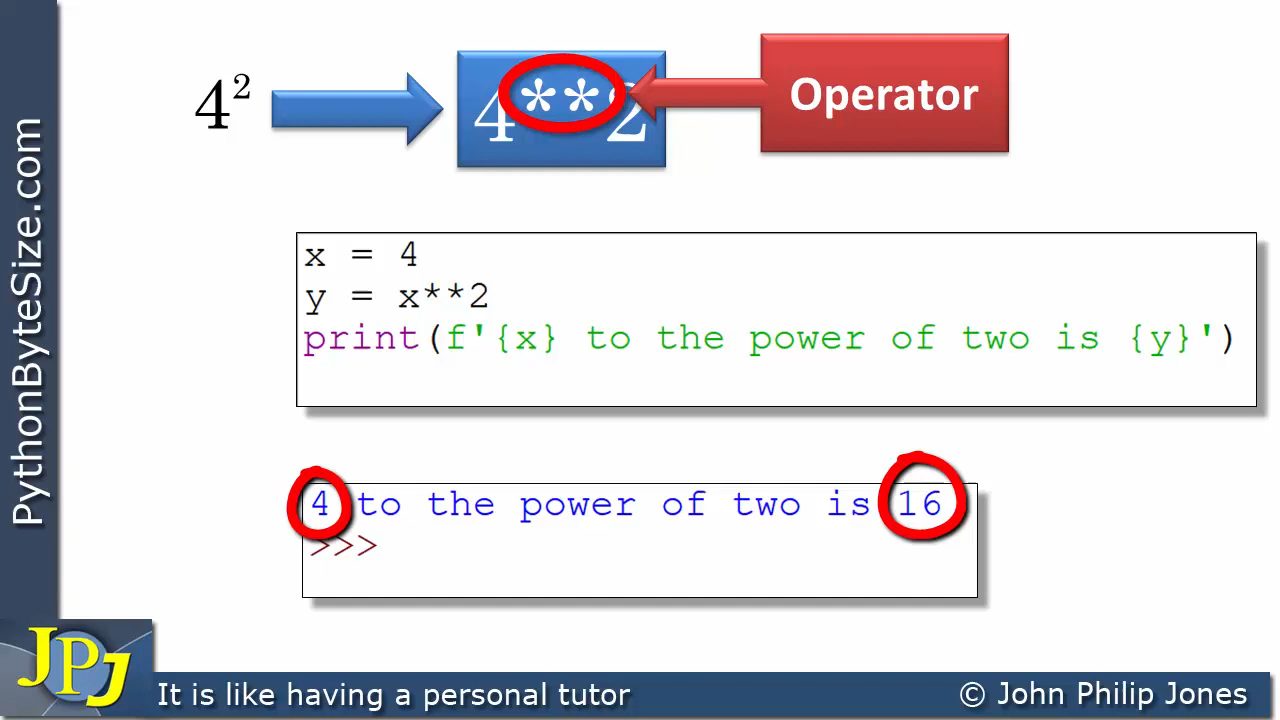 4² 4**2 Operator
x = 4
y = x**2
print(f'{x} to the power of two is {y}')
4 to the power of two is 16
>>>
PythonByteSize.com
JPJ It is like having a personal tutor © John Philip Jones